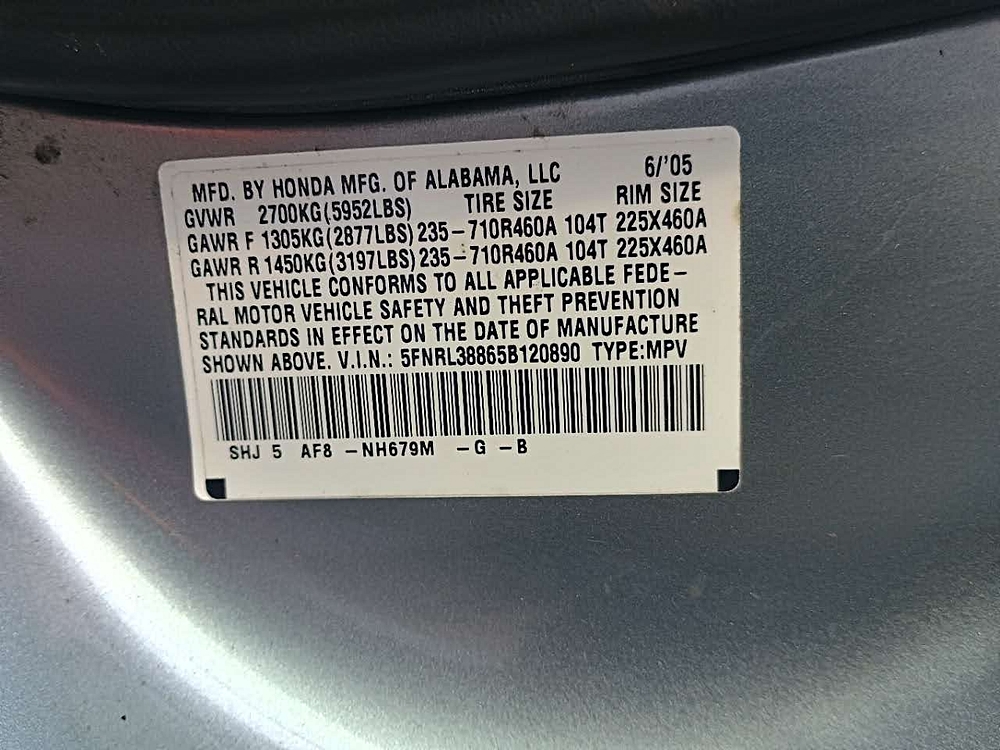 MFD. BY HONDA MFG. OF ALABAMA, LLC 6/'05
GVWR 2700KG(5952LBS) TIRE SIZE RIM SIZE
GAWR F 1305KG(2877LBS) 235-710R460A 104T 225X460A
GAWR R 1450KG(3197LBS) 235-710R460A 104T 225X460A
THIS VEHICLE CONFORMS TO ALL APPLICABLE FEDE-
RAL MOTOR VEHICLE SAFETY AND THEFT PREVENTION
STANDARDS IN EFFECT ON THE DATE OF MANUFACTURE
SHOWN ABOVE. V.I.N.: 5FNRL38865B120890 TYPE:MPV
SHJ 5 AF8 -NH679M -G -B